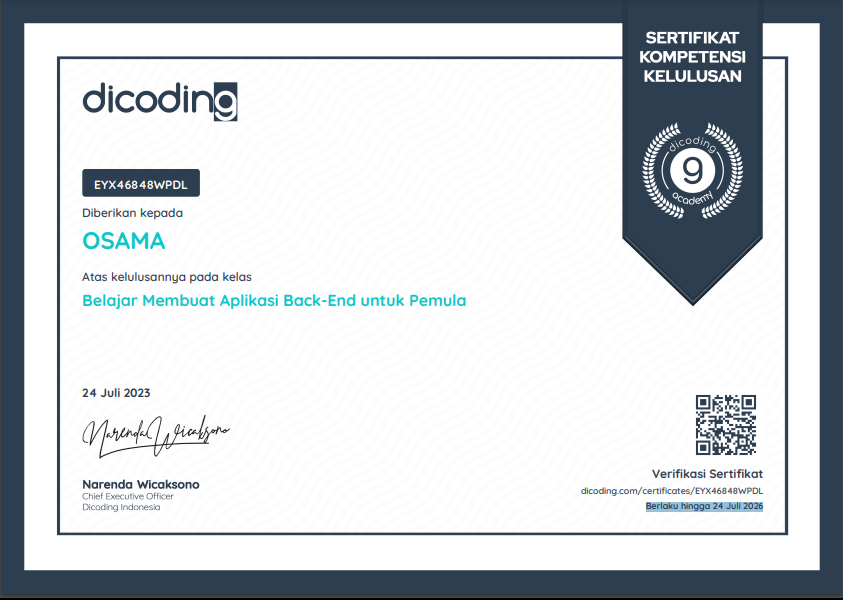 SERTIFIKAT
KOMPETENSI
KELULUSAN
dicoding
dicoding
g
academy
EYX46848WPDL
Diberikan kepada
OSAMA
Atas kelulusannya pada kelas
Belajar Membuat Aplikasi Back-End untuk Pemula
24 Juli 2023
Narenda Wicaksono
Narenda Wicaksono
Chief Executive Officer
Dicoding Indonesia
Verifikasi Sertifikat
dicoding.com/certificates/EYX46848WPDL
Berlaku hingga 24 Juli 2026